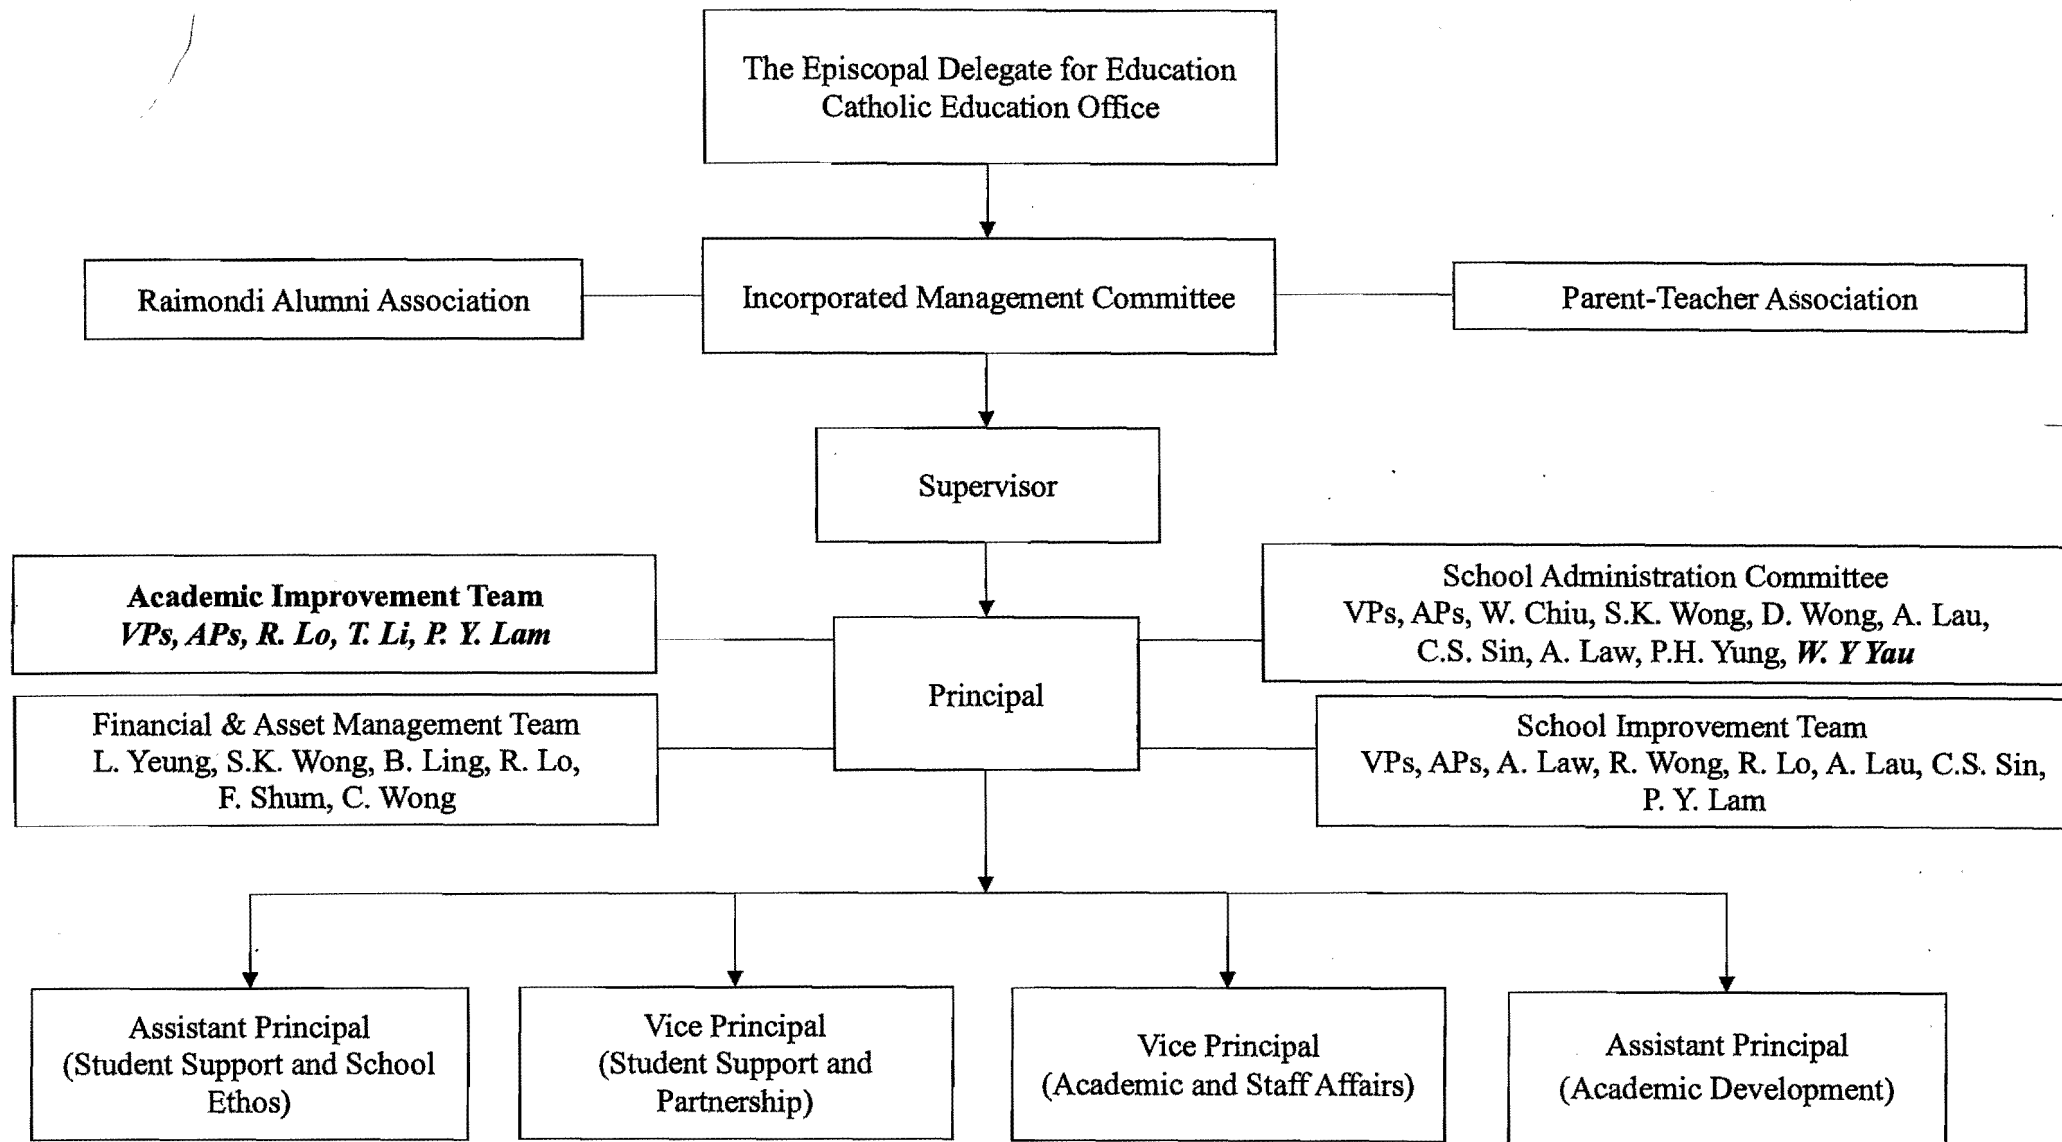 The Episcopal Delegate for Education
Catholic Education Office
Raimondi Alumni Association
Incorporated Management Committee
Parent-Teacher Association
Supervisor
Academic Improvement Team
VPs, APs, R. Lo, T. Li, P. Y. Lam
School Administration Committee
VPs, APs, W. Chiu, S.K. Wong, D. Wong, A. Lau,
C.S. Sin, A. Law, P.H. Yung, W. Y Yau
Principal
Financial & Asset Management Team
L. Yeung, S.K. Wong, B. Ling, R. Lo,
F. Shum, C. Wong
School Improvement Team
VPs, APs, A. Law, R. Wong, R. Lo, A. Lau, C.S. Sin,
P. Y. Lam
Assistant Principal
(Student Support and School
Ethos)
Vice Principal
(Student Support and
Partnership)
Vice Principal
(Academic and Staff Affairs)
Assistant Principal
(Academic Development)